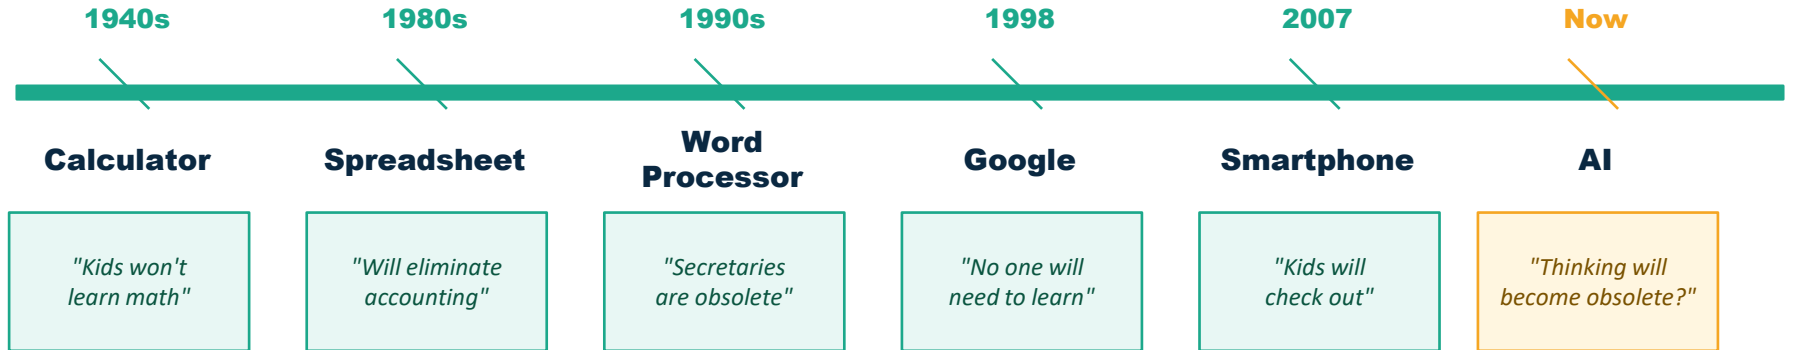 1940s
1980s
1990s
1998
2007
Now
Calculator
Spreadsheet
Word
Processor
Google
Smartphone
AI
"Kids won't
learn math"
"Will eliminate
accounting"
"Secretaries
are obsolete"
"No one will
need to learn"
"Kids will
check out"
"Thinking will
become obsolete?"